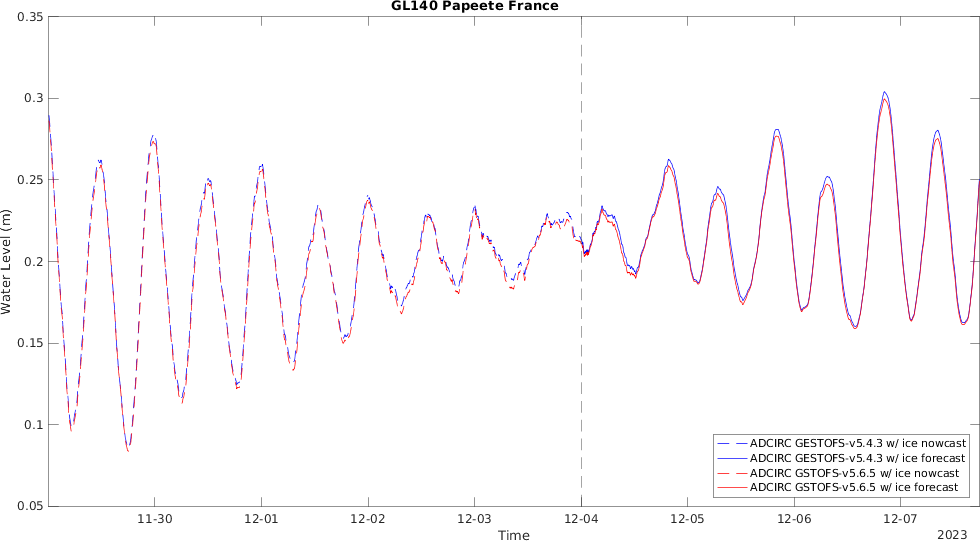 GL140 Papeete France
0.35
0.3
0.25
0.2
0.15
0.1
0.05
Water Level (m)
ADCIRC GESTOFS-v5.4.3 w/ ice nowcast
ADCIRC GESTOFS-v5.4.3 w/ ice forecast
ADCIRC GSTOFS-v5.6.5 w/ ice nowcast
ADCIRC GSTOFS-v5.6.5 w/ ice forecast
11-30 12-01 12-02 12-03 12-04 12-05 12-06 12-07
Time
2023